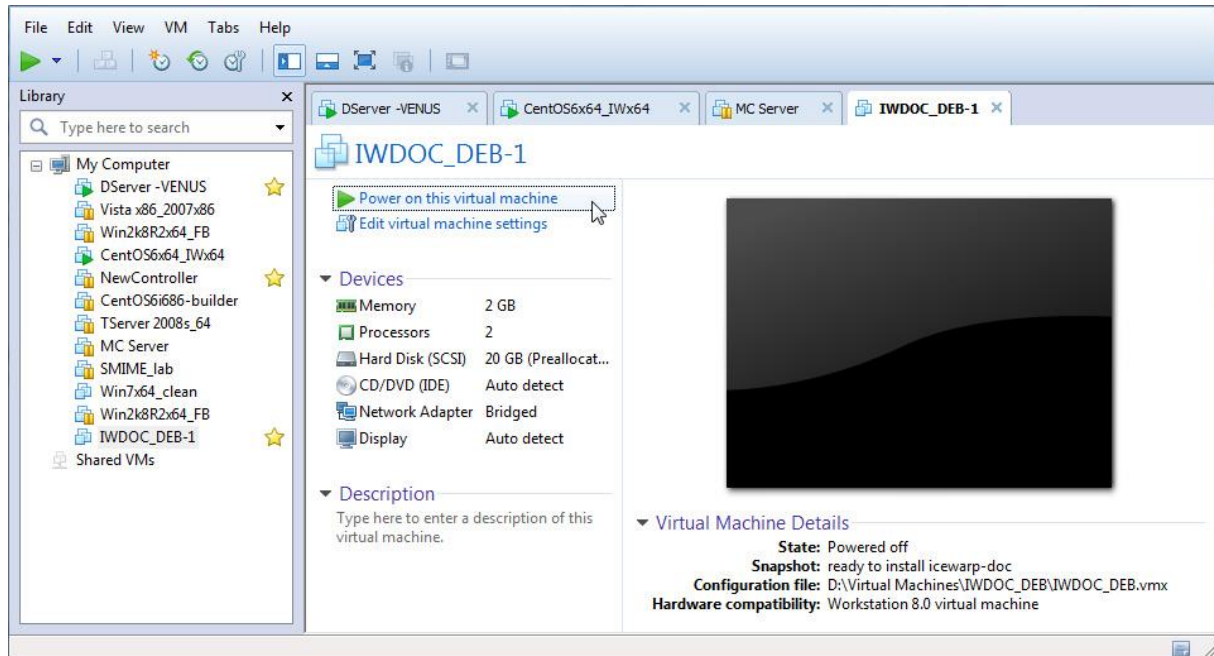 File Edit View VM Tabs Help
Library
Type here to search
My Computer
DServer -VENUS
Vista x86_2007x86
Win2k8R2x64_FB
CentOS6x64_IWx64
NewController
CentOS6i686-builder
TServer 2008s_64
MC Server
SMIME_lab
Win7x64_clean
Win2k8R2x64_FB
IWDOC_DEB-1
Shared VMs
DServer -VENUS CentOS6x64_IWx64 MC Server IWDOC_DEB-1
IWDOC_DEB-1
Power on this virtual machine
Edit virtual machine settings
Devices
Memory 2 GB
Processors 2
Hard Disk (SCSI) 20 GB (Preallocat...
CD/DVD (IDE) Auto detect
Network Adapter Bridged
Display Auto detect
Description
Type here to enter a description of this
virtual machine.
Virtual Machine Details
State: Powered off
Snapshot: ready to install icewarp-doc
Configuration file: D:\Virtual Machines\IWDOC_DEB\IWDOC_DEB.vmx
Hardware compatibility: Workstation 8.0 virtual machine